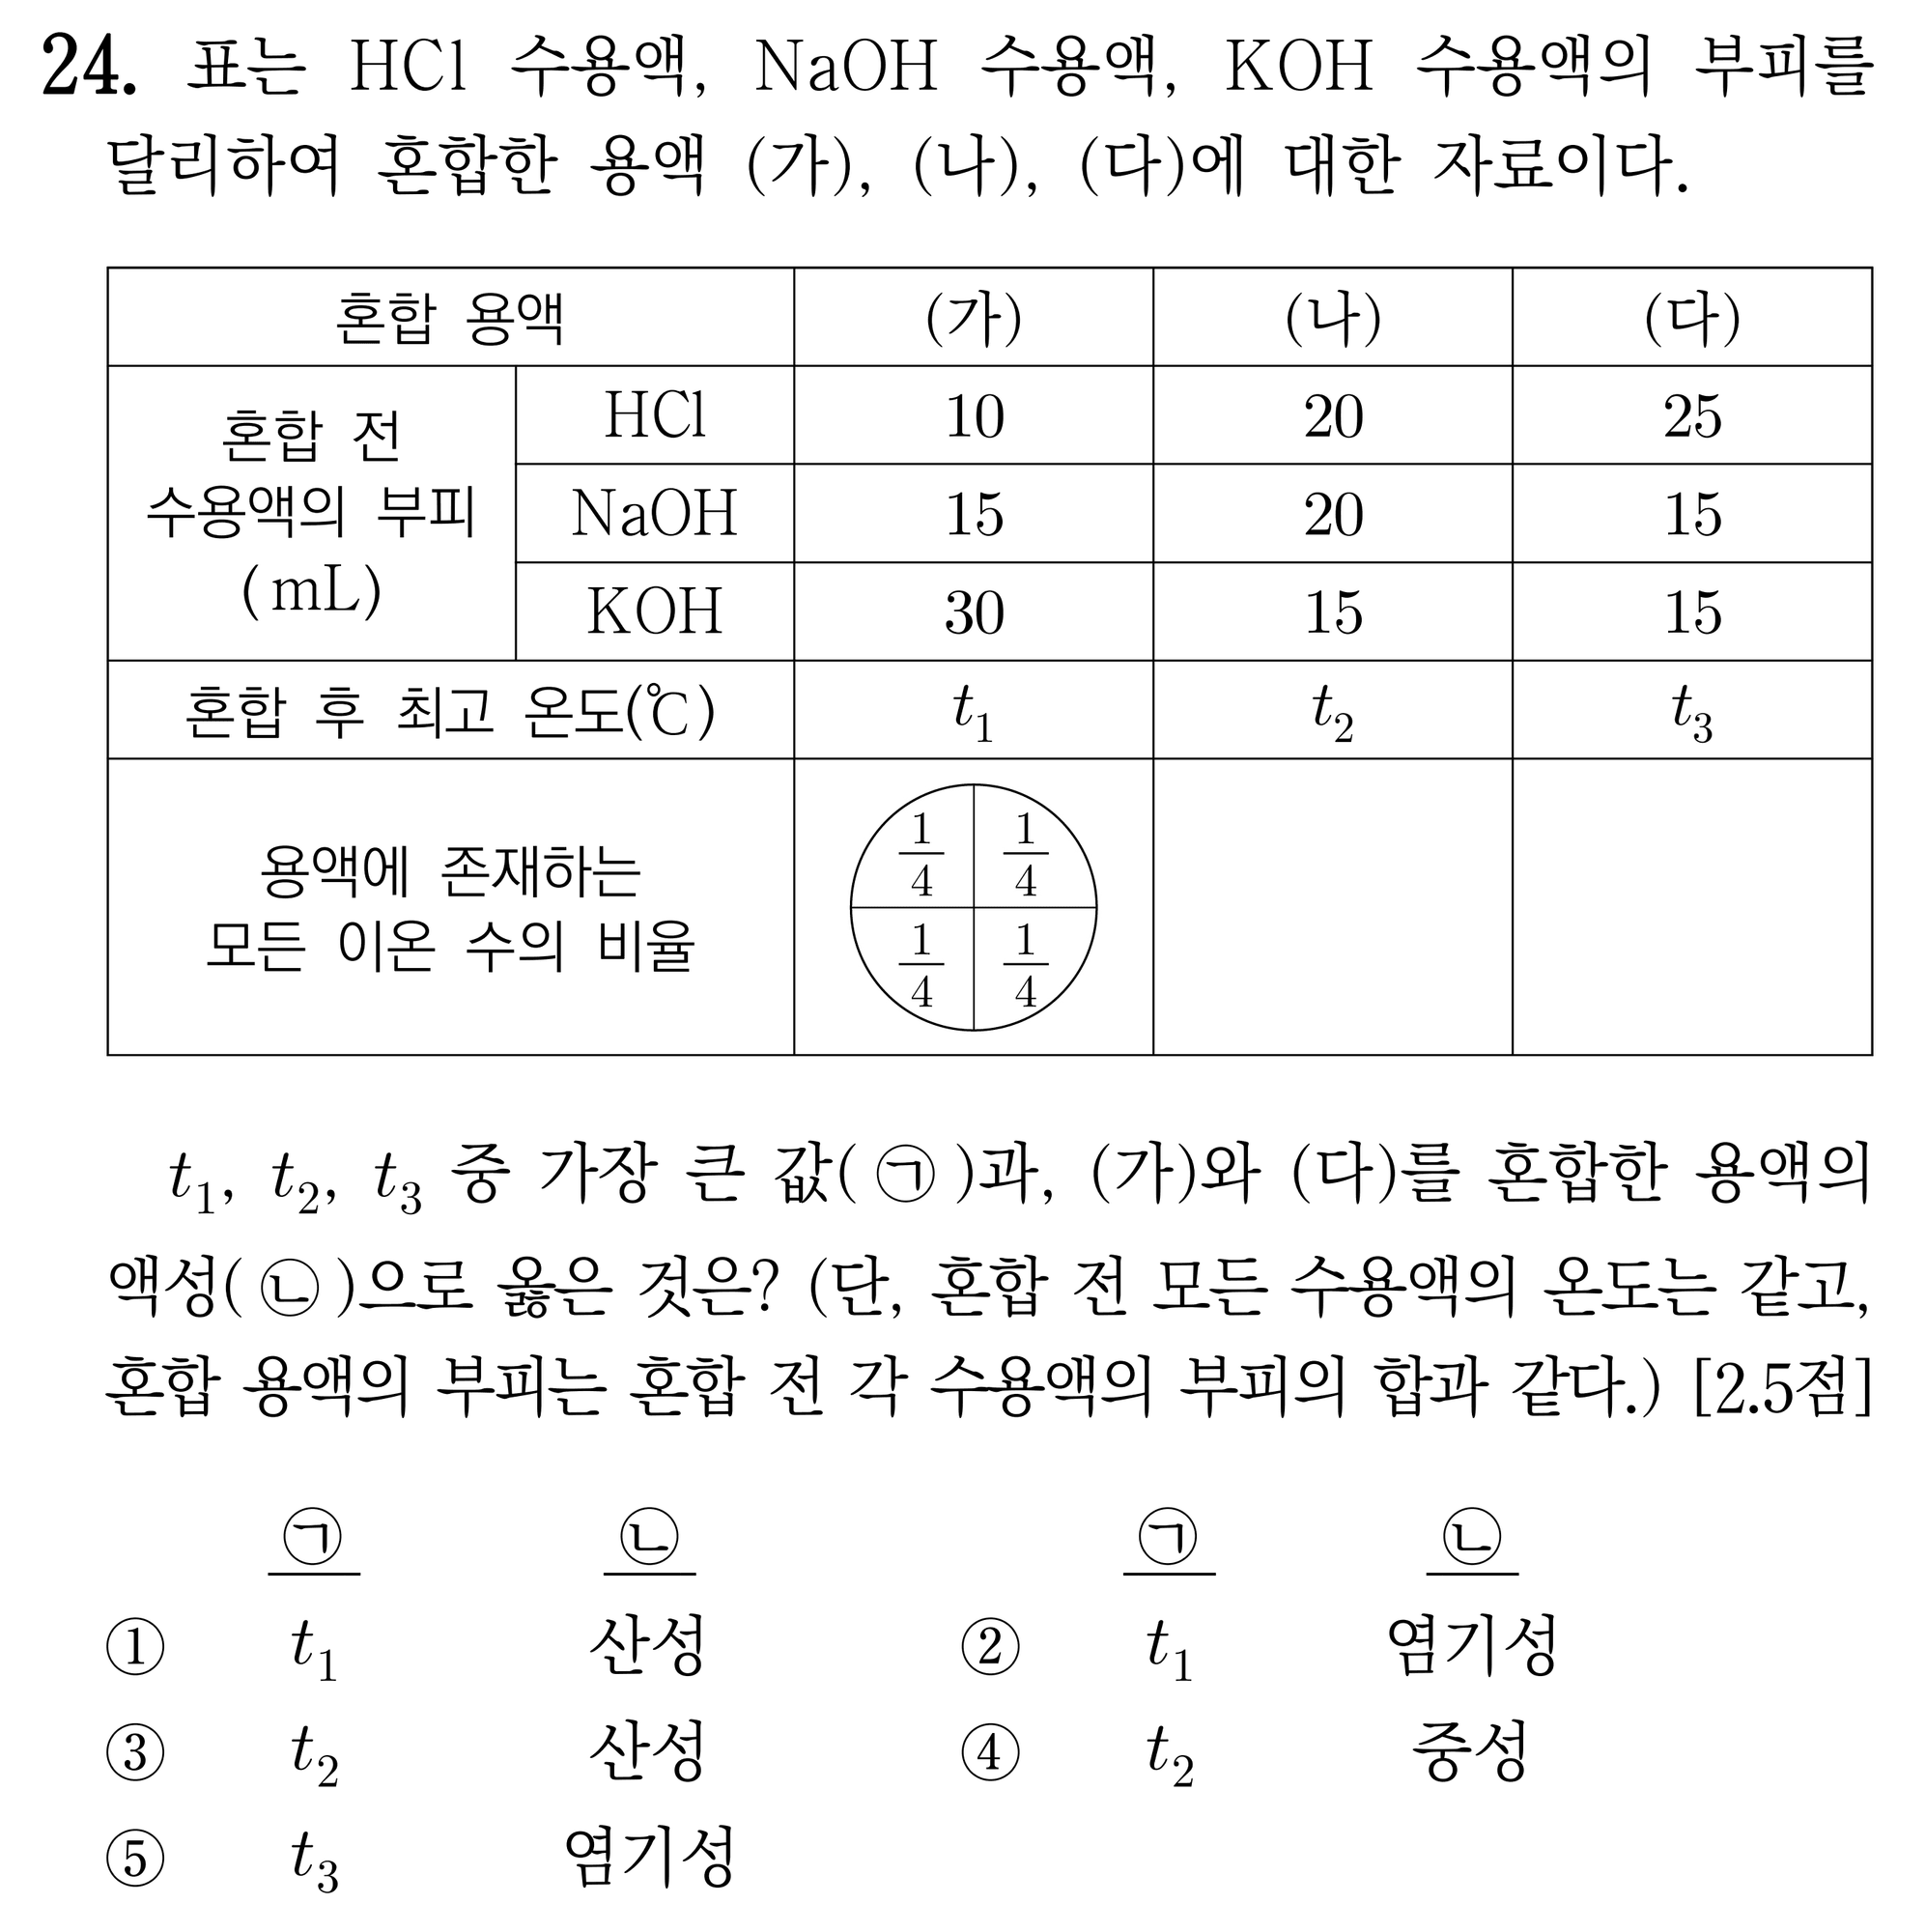 24. 표는 HCl 수용액, NaOH 수용액, KOH 수용액의 부피를
달리하여 혼합한 용액 (가), (나), (다)에 대한 자료이다.
혼합 용액 (가) (나) (다)
혼합 전 수용액의 부피 (mL)
HCl 10 20 25
NaOH 15 20 15
KOH 30 15 15
혼합 후 최고 온도(℃) t₁ t₂ t₃
용액에 존재하는
모든 이온 수의 비율
1/4 1/4
1/4 1/4
t₁, t₂, t₃ 중 가장 큰 값( ㉠ )과, (가)와 (다)를 혼합한 용액의
액성( ㉡ )으로 옳은 것은? (단, 혼합 전 모든 수용액의 온도는 같고,
혼합 용액의 부피는 혼합 전 각 수용액의 부피의 합과 같다.) [2.5점]
㉠ ㉡ ㉠ ㉡
① t₁ 산성 ② t₁ 염기성
③ t₂ 산성 ④ t₂ 중성
⑤ t₃ 염기성